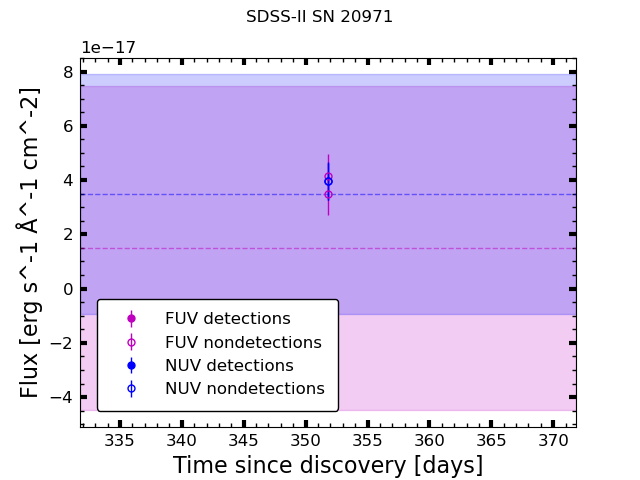 SDSS-II SN 20971
1e−17
8
6
4
2
0
−2
−4
Flux [erg s^-1 Å^-1 cm^-2]
FUV detections
FUV nondetections
NUV detections
NUV nondetections
335 340 345 350 355 360 365 370
Time since discovery [days]